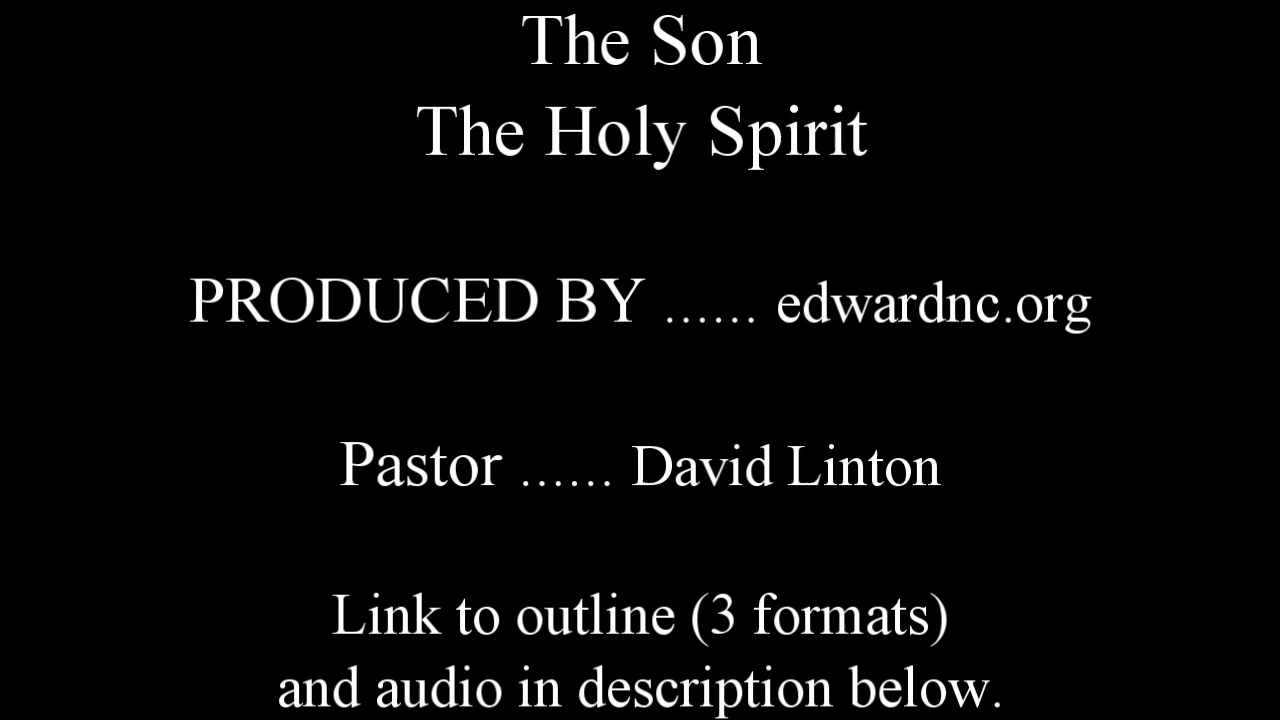 The Son
The Holy Spirit
PRODUCED BY ...... edwardnc.org
Pastor ...... David Linton
Link to outline (3 formats)
and audio in description below.